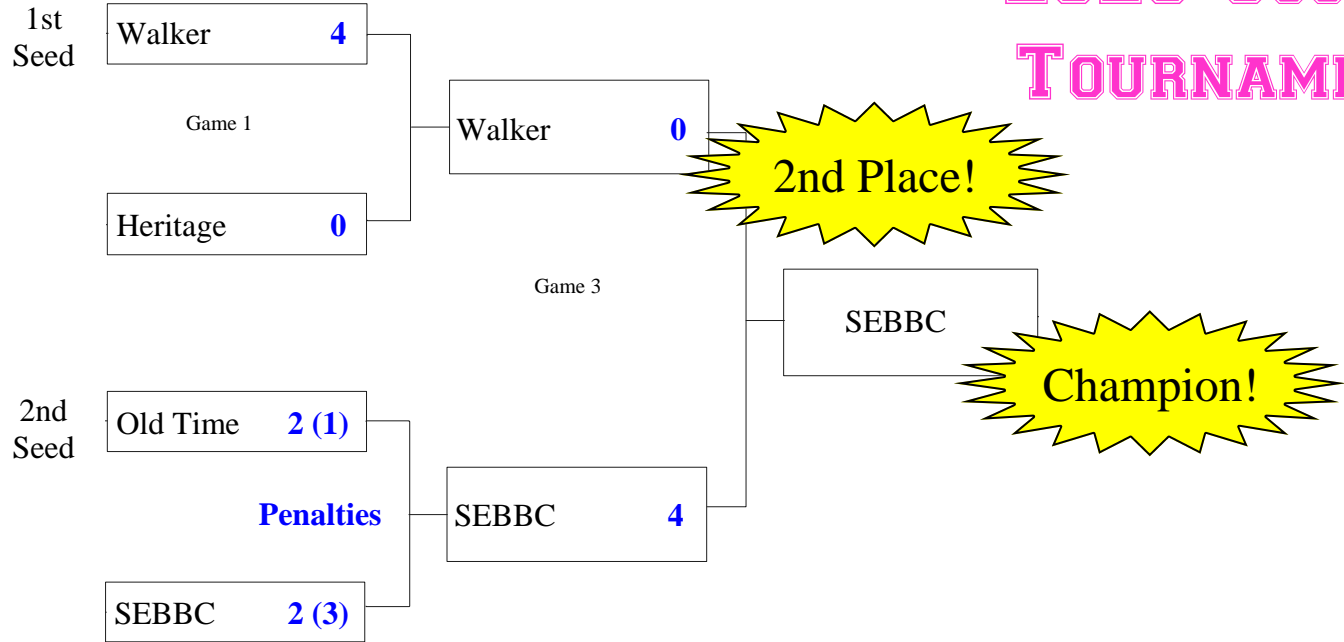 1st
Seed
Walker 4
Game 1
Heritage 0
Walker 0
2nd Place!
Game 3
SEBBC
Champion!
2nd
Seed
Old Time 2 (1)
Penalties
SEBBC 4
SEBBC 2 (3)